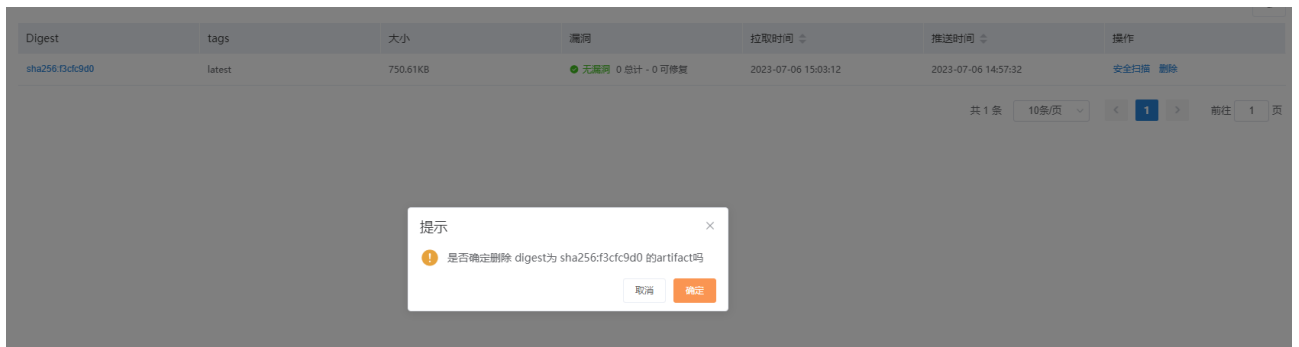 Digest tags 大小 漏洞 拉取时间 推送时间 操作
sha256:f3cfc9d0 latest 750.61KB 无漏洞 0 总计 - 0 可修复 2023-07-06 15:03:12 2023-07-06 14:57:32 安全扫描 删除
共 1 条 10条/页 1 前往 1 页
提示
是否确定删除 digest为 sha256:f3cfc9d0 的artifact吗
取消 确定